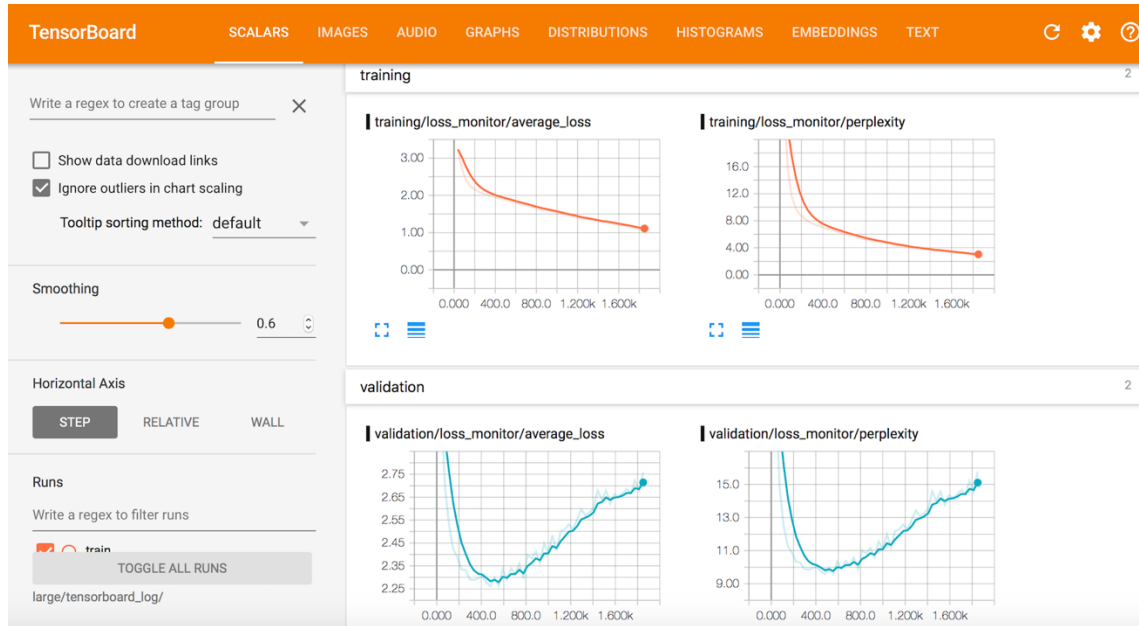 TensorBoard SCALARS IMAGES AUDIO GRAPHS DISTRIBUTIONS HISTOGRAMS EMBEDDINGS TEXT
Write a regex to create a tag group
Show data download links
Ignore outliers in chart scaling
Tooltip sorting method: default
Smoothing
0.6
Horizontal Axis
STEP RELATIVE WALL
Runs
Write a regex to filter runs
train
TOGGLE ALL RUNS
large/tensorboard_log/
training 2
training/loss_monitor/average_loss
3.00
2.00
1.00
0.00
0.000 400.0 800.0 1.200k 1.600k
training/loss_monitor/perplexity
16.0
12.0
8.00
4.00
0.00
0.000 400.0 800.0 1.200k 1.600k
validation 2
validation/loss_monitor/average_loss
2.75
2.65
2.55
2.45
2.35
2.25
0.000 400.0 800.0 1.200k 1.600k
validation/loss_monitor/perplexity
15.0
13.0
11.0
9.00
0.000 400.0 800.0 1.200k 1.600k